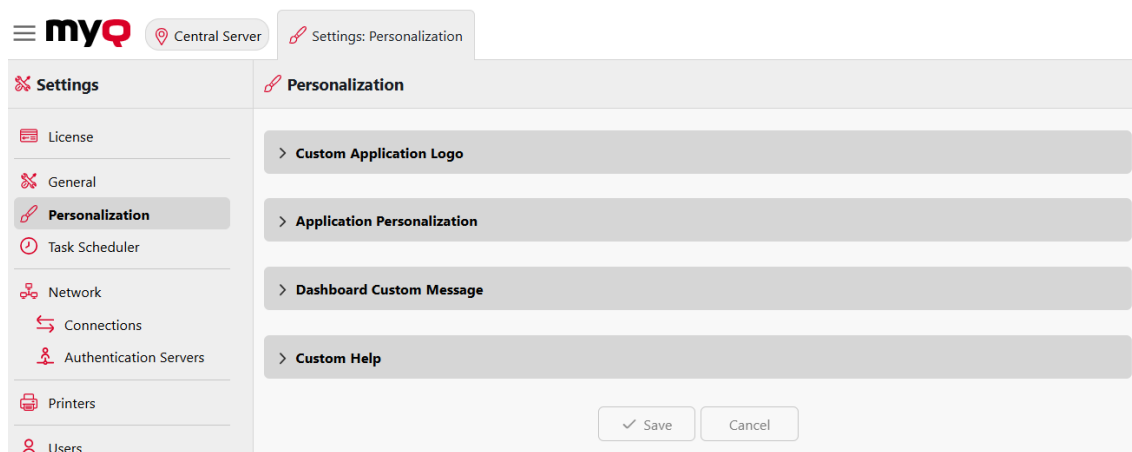 myQ
Central Server
Settings: Personalization
Settings
Personalization
License
General
Personalization
Task Scheduler
Network
Connections
Authentication Servers
Printers
Users
Custom Application Logo
Application Personalization
Dashboard Custom Message
Custom Help
Save
Cancel